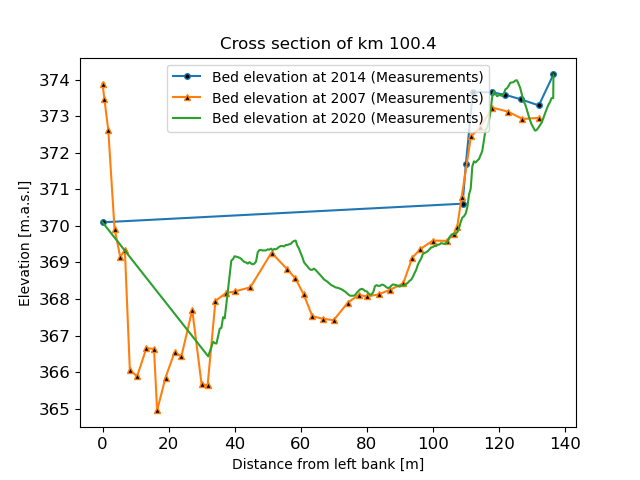 Cross section of km 100.4
Bed elevation at 2014 (Measurements)
Bed elevation at 2007 (Measurements)
Bed elevation at 2020 (Measurements)
Elevation [m.a.s.l]
374
373
372
371
370
369
368
367
366
365
0 20 40 60 80 100 120 140
Distance from left bank [m]